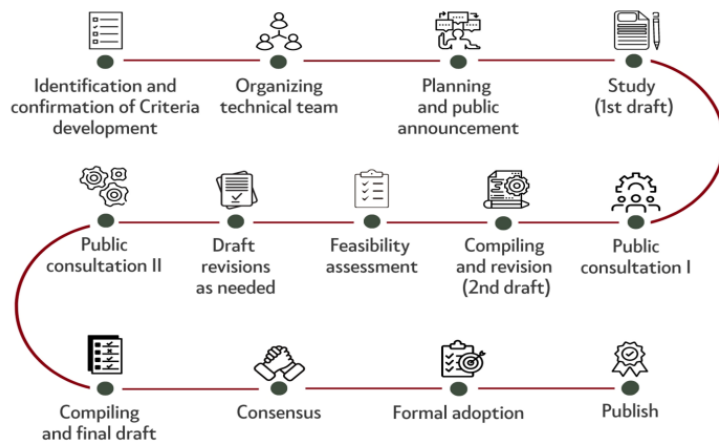 Identification and
confirmation of Criteria
development
Organizing
technical team
Planning
and public
announcement
Study
(1st draft)
Public
consultation I
Compiling
and revision
(2nd draft)
Feasibility
assessment
Draft
revisions
as needed
Public
consultation II
Compiling
and final draft
Consensus
Formal adoption
Publish